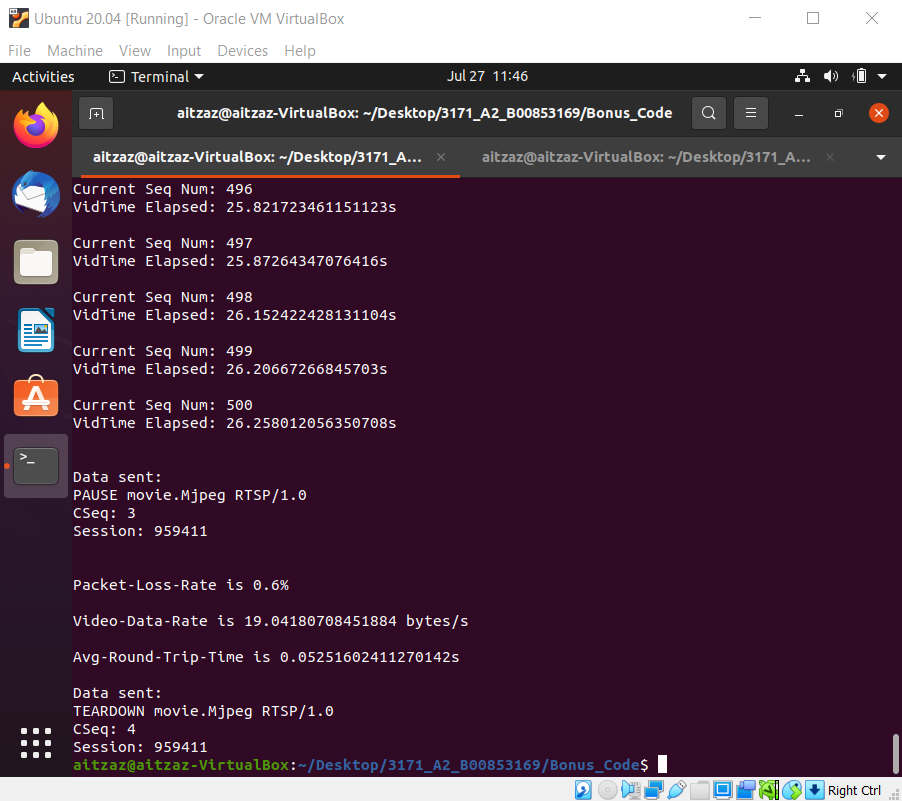 Ubuntu 20.04 [Running] - Oracle VM VirtualBox
File Machine View Input Devices Help
Activities Terminal Jul 27 11:46
aitzaz@aitzaz-VirtualBox: ~/Desktop/3171_A2_B00853169/Bonus_Code
aitzaz@aitzaz-VirtualBox: ~/Desktop/3171_A... aitzaz@aitzaz-VirtualBox: ~/Desktop/3171_A...
Current Seq Num: 496
VidTime Elapsed: 25.821723461151123s
Current Seq Num: 497
VidTime Elapsed: 25.87264347076416s
Current Seq Num: 498
VidTime Elapsed: 26.152422428131104s
Current Seq Num: 499
VidTime Elapsed: 26.20667266845703s
Current Seq Num: 500
VidTime Elapsed: 26.258012056350708s
Data sent:
PAUSE movie.Mjpeg RTSP/1.0
CSeq: 3
Session: 959411
Packet-Loss-Rate is 0.6%
Video-Data-Rate is 19.04180708451884 bytes/s
Avg-Round-Trip-Time is 0.05251602411270142s
Data sent:
TEARDOWN movie.Mjpeg RTSP/1.0
CSeq: 4
Session: 959411
aitzaz@aitzaz-VirtualBox:~/Desktop/3171_A2_B00853169/Bonus_Code$
Right Ctrl